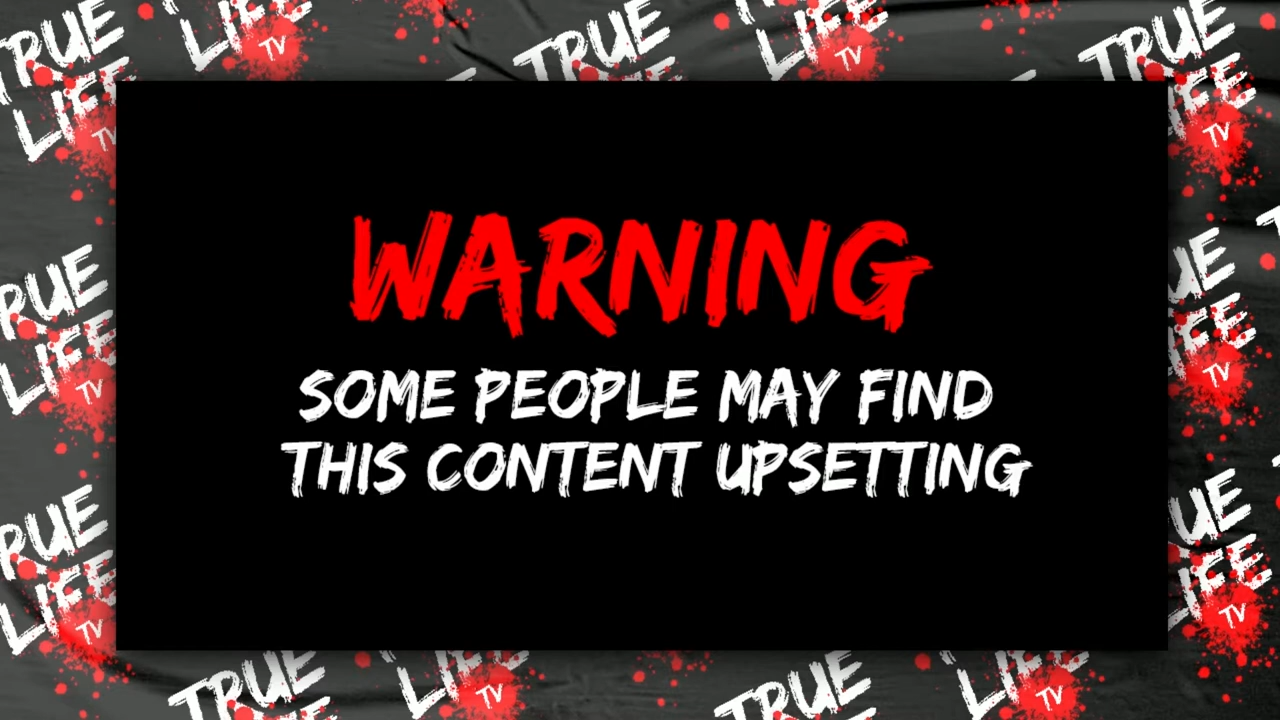 TRUE LIFE TV
WARNING
SOME PEOPLE MAY FIND
THIS CONTENT UPSETTING